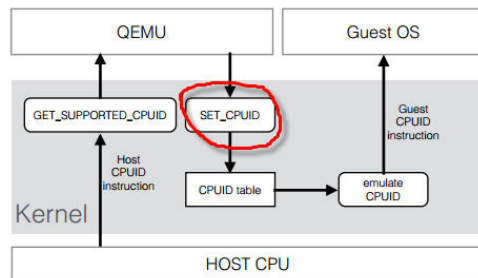 QEMU
Guest OS
GET_SUPPORTED_CPUID
SET_CPUID
Guest
CPUID
instruction
Host
CPUID
instruction
CPUID table
emulate
CPUID
Kernel
HOST CPU